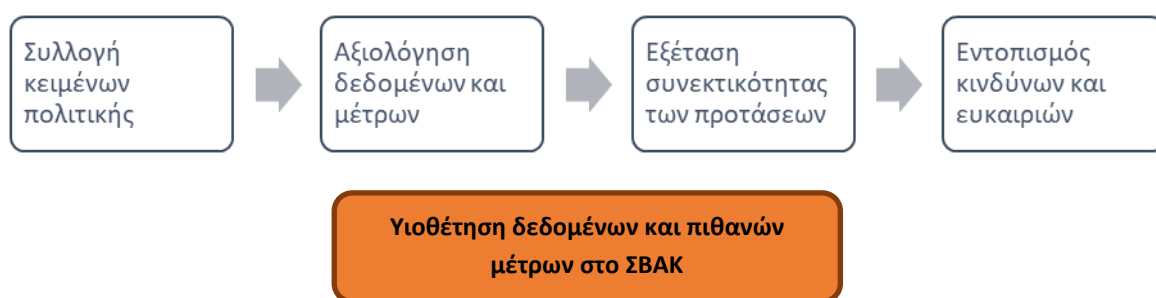 Συλλογή
κειμένων
πολιτικής
Αξιολόγηση
δεδομένων και
μέτρων
Εξέταση
συνεκτικότητας
των προτάσεων
Εντοπισμός
κινδύνων και
ευκαιριών
Υιοθέτηση δεδομένων και πιθανών
μέτρων στο ΣΒΑΚ